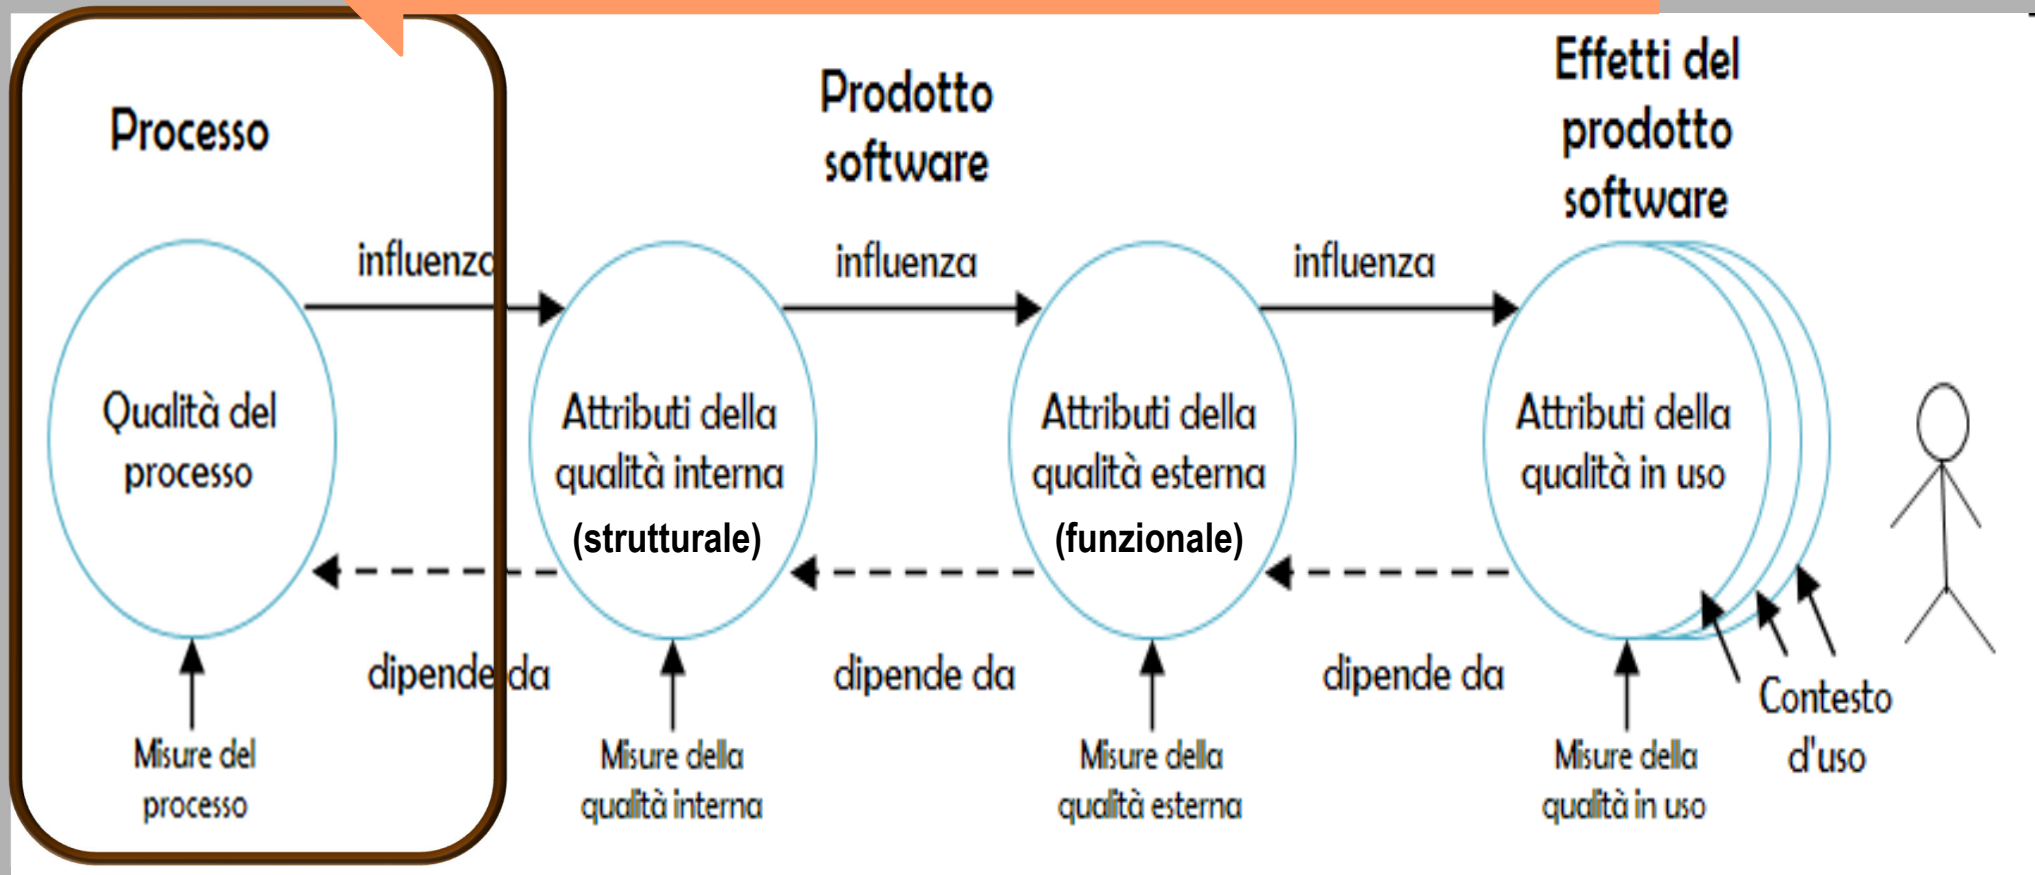 Processo
Prodotto
software
Effetti del
prodotto
software
influenza
influenza
influenza
Qualità del
processo
Attributi della
qualità interna
(strutturale)
Attributi della
qualità esterna
(funzionale)
Attributi della
qualità in uso
dipende da
dipende da
dipende da
Contesto
d'uso
Misure del
processo
Misure della
qualità interna
Misure della
qualità esterna
Misure della
qualità in uso